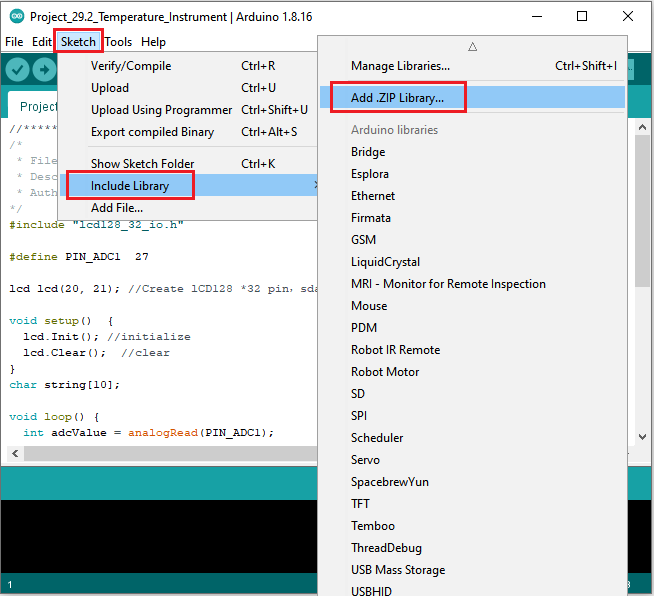 Project_29.2_Temperature_Instrument | Arduino 1.8.16
File Edit Sketch Tools Help
Verify/Compile Ctrl+R
Upload Ctrl+U
Upload Using Programmer Ctrl+Shift+U
Export compiled Binary Ctrl+Alt+S
Show Sketch Folder Ctrl+K
Include Library
Add File...
Manage Libraries... Ctrl+Shift+I
Add .ZIP Library...
Arduino libraries
Bridge
Esplora
Ethernet
Firmata
GSM
LiquidCrystal
MRI - Monitor for Remote Inspection
Mouse
PDM
Robot IR Remote
Robot Motor
SD
SPI
Scheduler
Servo
SpacebrewYun
TFT
Temboo
ThreadDebug
USB Mass Storage
USBHID
Project
//*****
/*
* File
* Desc
* Auth
*/
#include "lcd128_32_io.h"
#define PIN_ADC1 27
lcd lcd(20, 21); //Create lCD128 *32 pin，sda
void setup() {
lcd.Init(); //initialize
lcd.Clear(); //clear
}
char string[10];
void loop() {
int adcValue = analogRead(PIN_ADC1);
1